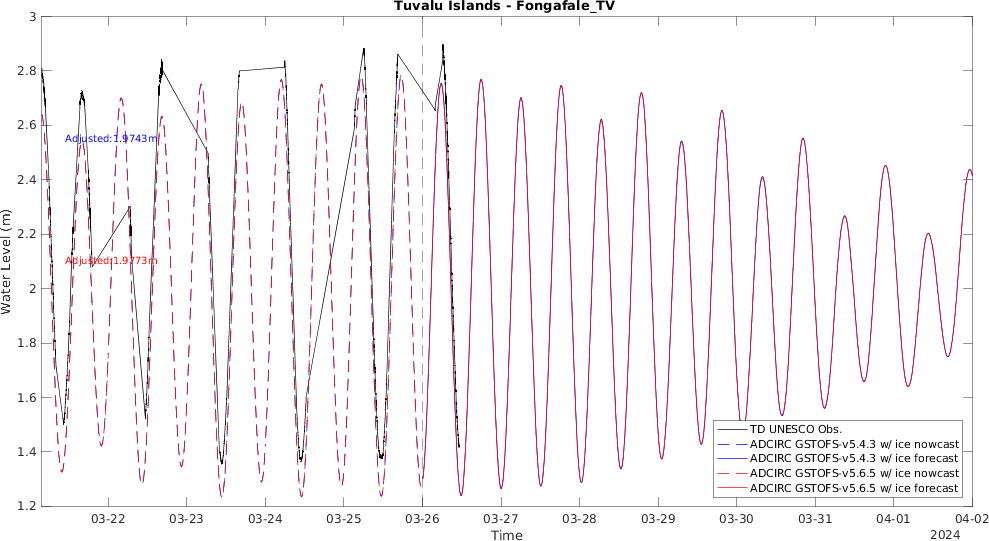 Tuvalu Islands - Fongafale_TV
3
2.8
2.6
2.4
2.2
2
1.8
1.6
1.4
1.2
Water Level (m)
Adjusted:1.9743m
Adjusted:1.9773m
TD UNESCO Obs.
ADCIRC GSTOFS-v5.4.3 w/ ice nowcast
ADCIRC GSTOFS-v5.4.3 w/ ice forecast
ADCIRC GSTOFS-v5.6.5 w/ ice nowcast
ADCIRC GSTOFS-v5.6.5 w/ ice forecast
03-22 03-23 03-24 03-25 03-26 03-27 03-28 03-29 03-30 03-31 04-01 04-02
Time
2024